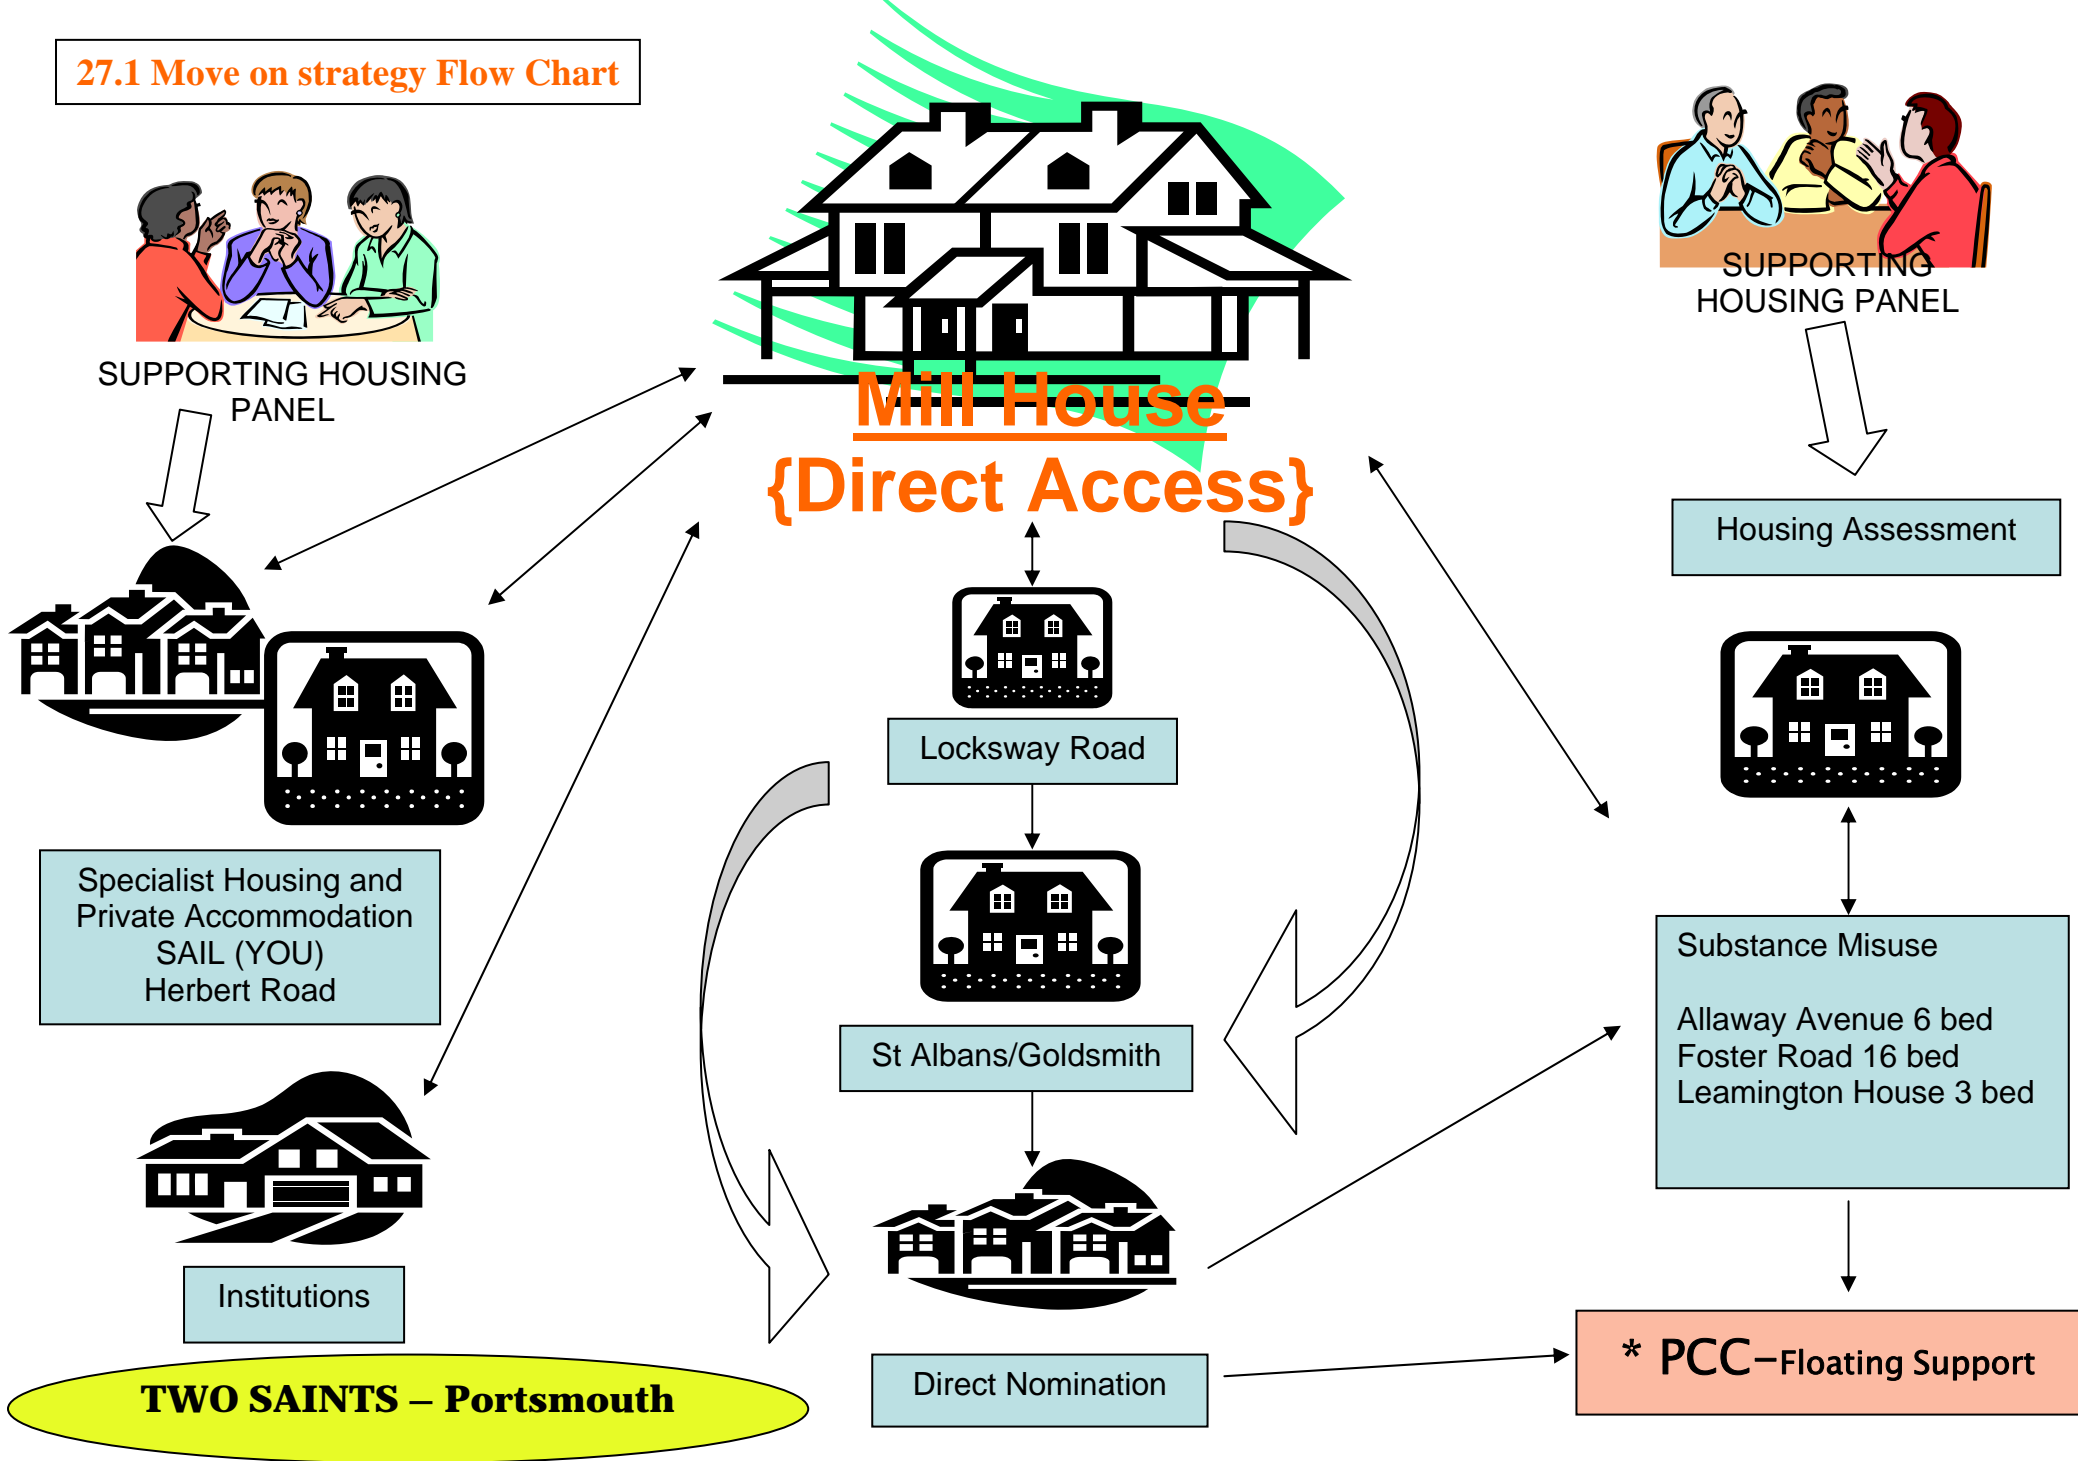 27.1 Move on strategy Flow Chart
SUPPORTING HOUSING
PANEL
Mill House
{Direct Access}
SUPPORTING
HOUSING PANEL
Housing Assessment
Locksway Road
Specialist Housing and
Private Accommodation
SAIL (YOU)
Herbert Road
St Albans/Goldsmith
Substance Misuse
Allaway Avenue 6 bed
Foster Road 16 bed
Leamington House 3 bed
Institutions
Direct Nomination
* PCC–Floating Support
TWO SAINTS – Portsmouth